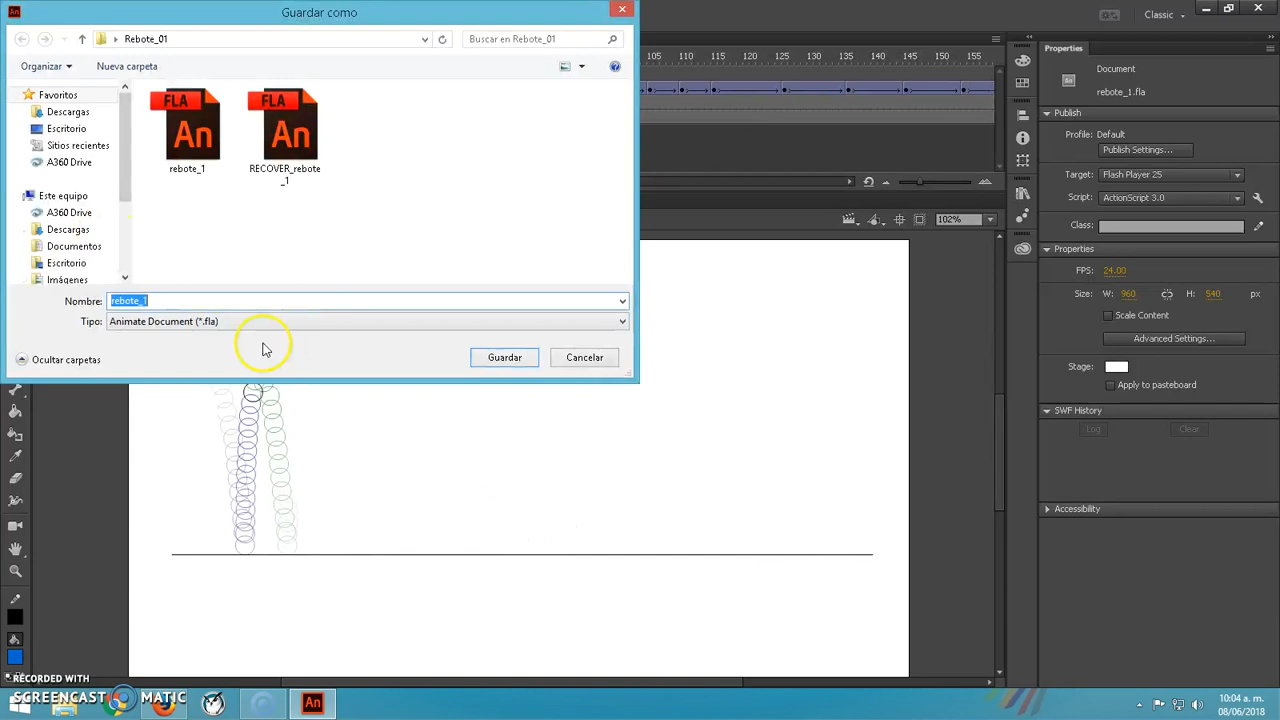 Guardar como
Classic
Rebote_01
Buscar en Rebote_01
Organizar
Nueva carpeta
Favoritos
Descargas
Escritorio
Sitios recientes
A360 Drive
Este equipo
A360 Drive
Descargas
Documentos
Escritorio
Imágenes
FLA
An
rebote_1
FLA
An
RECOVER_rebote
_1
Nombre: rebote_1
Tipo: Animate Document (*.fla)
Ocultar carpetas
Guardar
Cancelar
105 110 115 120 125 130 135 140 145 150 155
102%
Properties
An
Document
rebote_1.fla
Publish
Profile: Default
Publish Settings...
Target: Flash Player 25
Script: ActionScript 3.0
Class:
Properties
FPS: 24.00
Size: W: 960 H: 540 px
Scale Content
Advanced Settings...
Stage:
Apply to pasteboard
SWF History
Log
Clear
Accessibility
RECORDED WITH
SCREENCAST MATIC
An
10:04 a. m.
08/06/2018